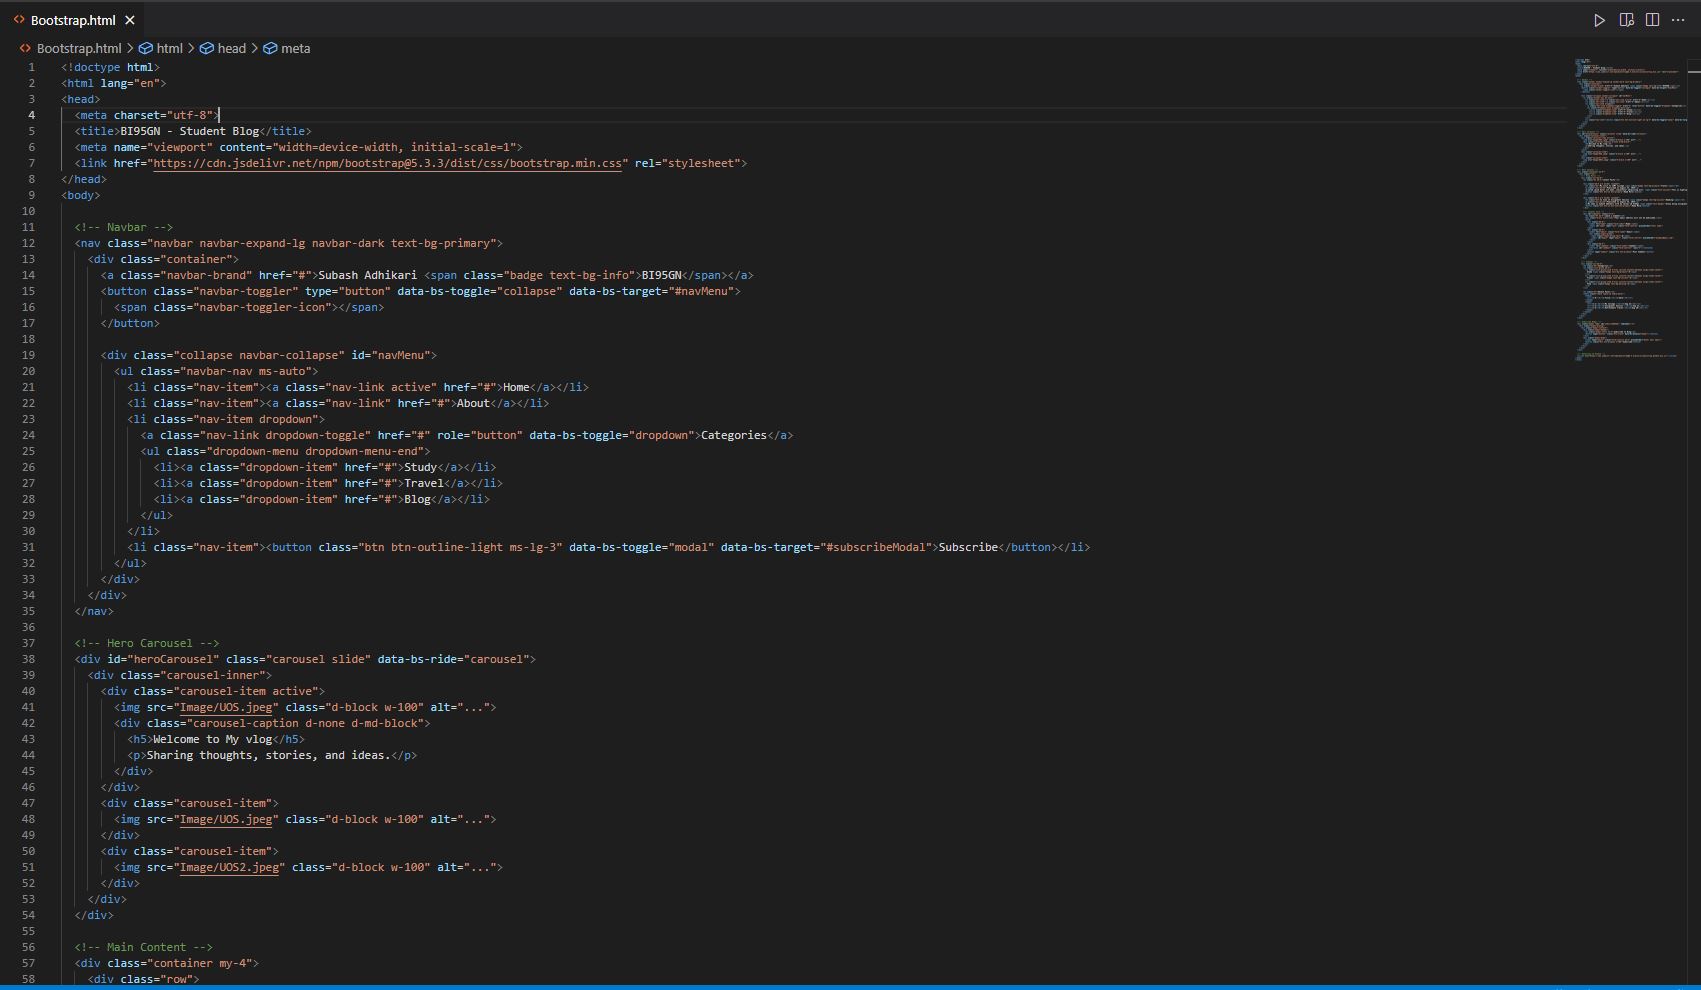 Bootstrap.html
Bootstrap.html > html > head > meta
1 <!doctype html>
2 <html lang="en">
3 <head>
4   <meta charset="utf-8">
5   <title>BI95GN - Student Blog</title>
6   <meta name="viewport" content="width=device-width, initial-scale=1">
7   <link href="https://cdn.jsdelivr.net/npm/bootstrap@5.3.3/dist/css/bootstrap.min.css" rel="stylesheet">
8 </head>
9 <body>
10
11   <!-- Navbar -->
12   <nav class="navbar navbar-expand-lg navbar-dark text-bg-primary">
13     <div class="container">
14       <a class="navbar-brand" href="#">Subash Adhikari <span class="badge text-bg-info">BI95GN</span></a>
15       <button class="navbar-toggler" type="button" data-bs-toggle="collapse" data-bs-target="#navMenu">
16         <span class="navbar-toggler-icon"></span>
17       </button>
18
19       <div class="collapse navbar-collapse" id="navMenu">
20         <ul class="navbar-nav ms-auto">
21           <li class="nav-item"><a class="nav-link active" href="#">Home</a></li>
22           <li class="nav-item"><a class="nav-link" href="#">About</a></li>
23           <li class="nav-item dropdown">
24             <a class="nav-link dropdown-toggle" href="#" role="button" data-bs-toggle="dropdown">Categories</a>
25             <ul class="dropdown-menu dropdown-menu-end">
26               <li><a class="dropdown-item" href="#">Study</a></li>
27               <li><a class="dropdown-item" href="#">Travel</a></li>
28               <li><a class="dropdown-item" href="#">Blog</a></li>
29             </ul>
30           </li>
31           <li class="nav-item"><button class="btn btn-outline-light ms-lg-3" data-bs-toggle="modal" data-bs-target="#subscribeModal">Subscribe</button></li>
32         </ul>
33       </div>
34     </div>
35   </nav>
36
37   <!-- Hero Carousel -->
38   <div id="heroCarousel" class="carousel slide" data-bs-ride="carousel">
39     <div class="carousel-inner">
40       <div class="carousel-item active">
41         <img src="Image/UOS.jpeg" class="d-block w-100" alt="...">
42         <div class="carousel-caption d-none d-md-block">
43           <h5>Welcome to My vlog</h5>
44           <p>Sharing thoughts, stories, and ideas.</p>
45         </div>
46       </div>
47       <div class="carousel-item">
48         <img src="Image/UOS.jpeg" class="d-block w-100" alt="...">
49       </div>
50       <div class="carousel-item">
51         <img src="Image/UOS2.jpeg" class="d-block w-100" alt="...">
52       </div>
53     </div>
54   </div>
55
56   <!-- Main Content -->
57   <div class="container my-4">
58     <div class="row">